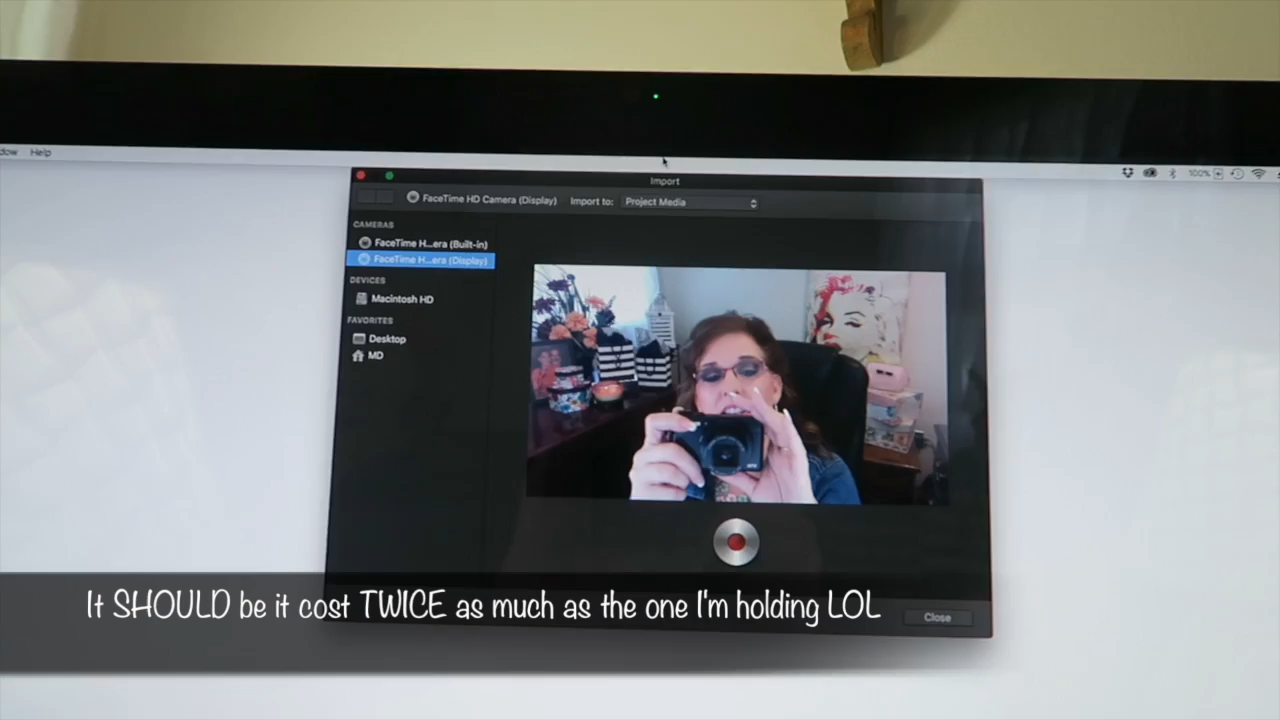 dow Help
100%
Import
FaceTime HD Camera (Display) Import to: Project Media
CAMERAS
FaceTime H...era (Built-in)
FaceTime H...era (Display)
DEVICES
Macintosh HD
FAVORITES
Desktop
MD
It SHOULD be it cost TWICE as much as the one I'm holding LOL
Close